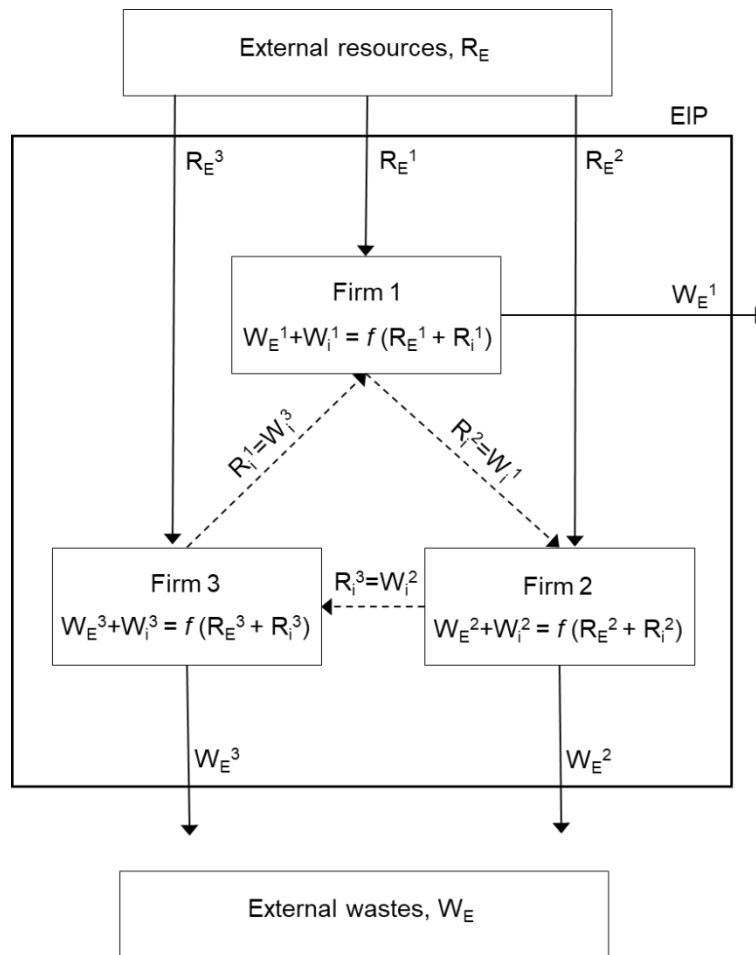 External resources, R_E
EIP
R_E^3
R_E^1
R_E^2
Firm 1
W_E^1+W_i^1 = f (R_E^1 + R_i^1)
W_E^1
R_i^1=W_i^3
R_i^2=W_i^1
Firm 3
W_E^3+W_i^3 = f (R_E^3 + R_i^3)
R_i^3=W_i^2
Firm 2
W_E^2+W_i^2 = f (R_E^2 + R_i^2)
W_E^3
W_E^2
External wastes, W_E